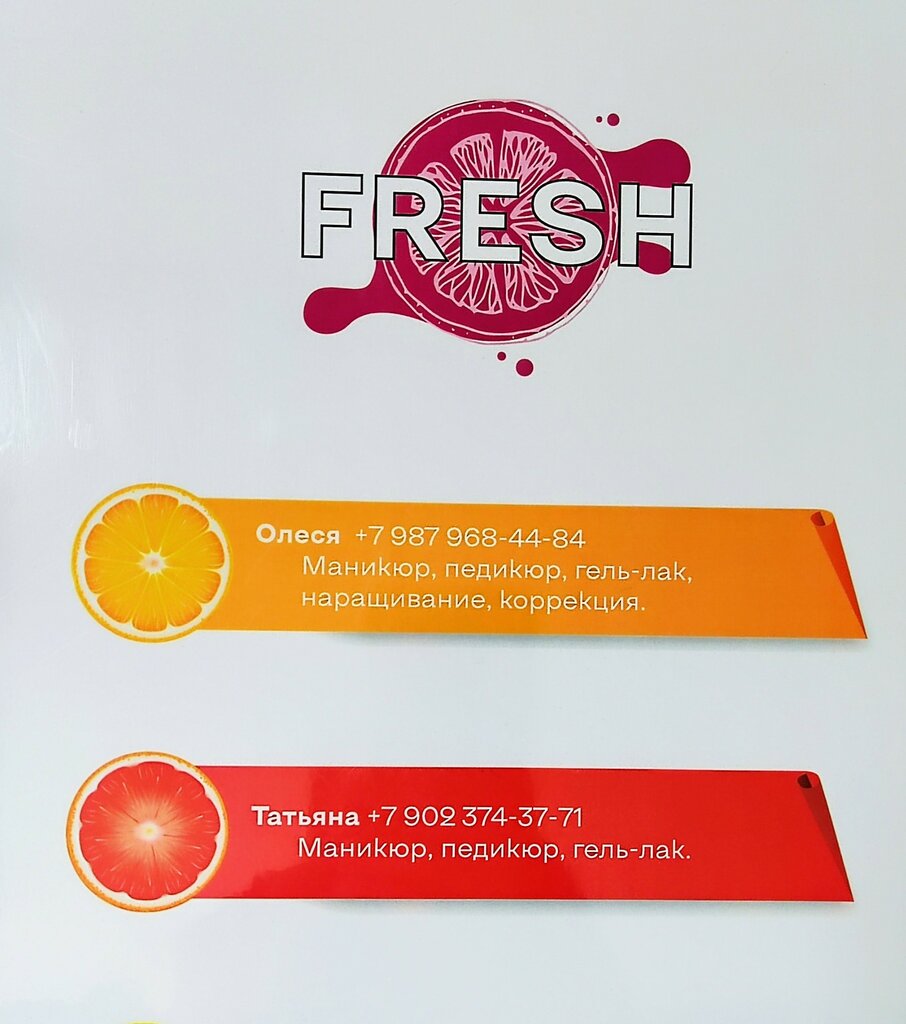 FRESH
Олеся +7 987 968-44-84
Маникюр, педикюр, гель-лак,
наращивание, коррекция.
Татьяна +7 902 374-37-71
Маникюр, педикюр, гель-лак.